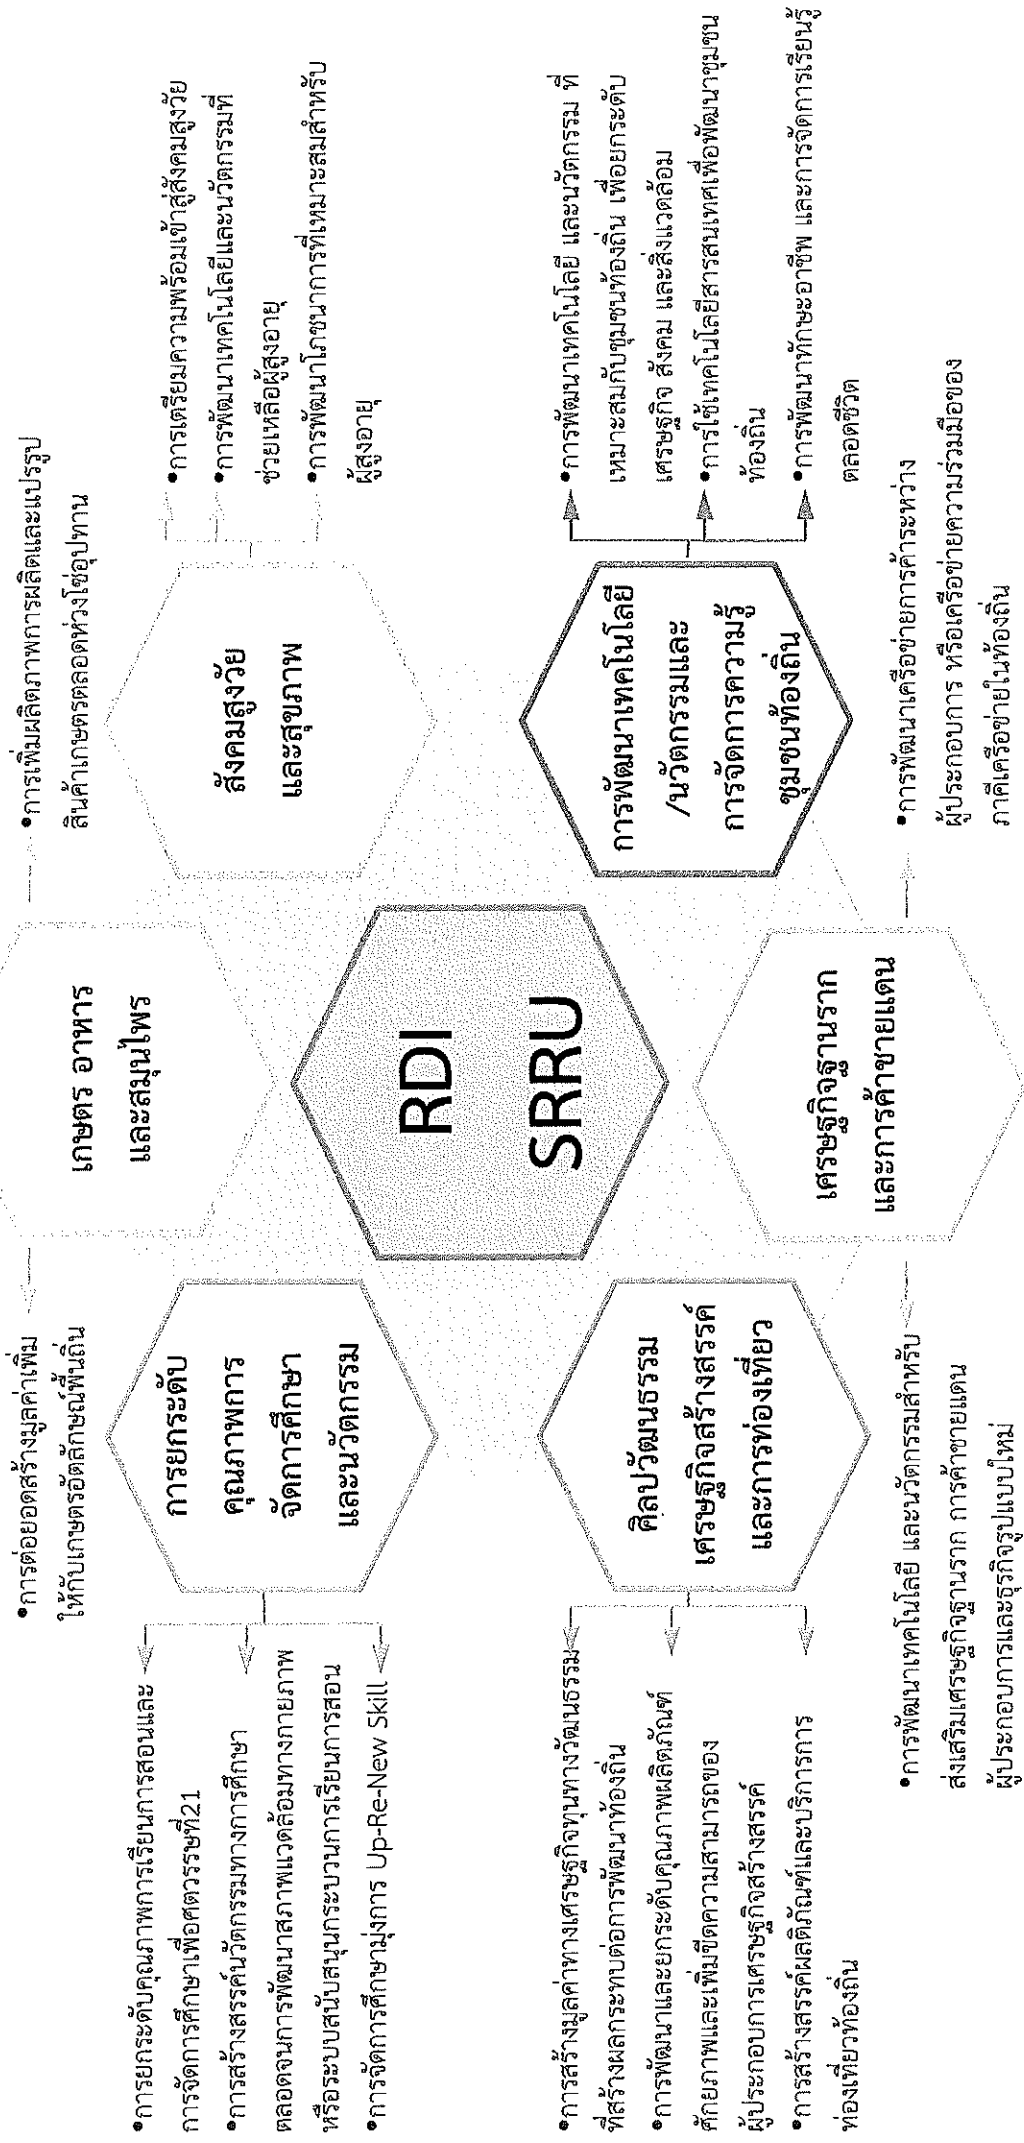 •การต่อยอดสร้างมูลค่าเพิ่ม
ให้กับเกษตรอัตลักษณ์พื้นถิ่น
เกษตร อาหาร
และสมุนไพร
•การเพิ่มผลิตภาพการผลิตและแปรรูป
สินค้าเกษตรตลอดห่วงโซ่อุปทาน
•การยกระดับคุณภาพการเรียนการสอนและ
การจัดการศึกษาเพื่อศตวรรษที่21
•การสร้างสรรค์นวัตกรรมทางการศึกษา
ตลอดจนการพัฒนาสภาพแวดล้อมทางกายภาพ
หรือระบบสนับสนุนกระบวนการเรียนการสอน
•การจัดการศึกษามุ่งการ Up-Re-New Skill
การยกระดับ
คุณภาพการ
จัดการศึกษา
และนวัตกรรม
สังคมสูงวัย
และสุขภาพ
•การเตรียมความพร้อมเข้าสู่สังคมสูงวัย
•การพัฒนาเทคโนโลยีและนวัตกรรมที่
ช่วยเหลือผู้สูงอายุ
•การพัฒนาโภชนาการที่เหมาะสมสำหรับ
ผู้สูงอายุ
RDI
SRRU
•การสร้างมูลค่าทางเศรษฐกิจทุนทางวัฒนธรรม
ที่สร้างผลกระทบต่อการพัฒนาท้องถิ่น
•การพัฒนาและยกระดับคุณภาพผลิตภัณฑ์
ศักยภาพและเพิ่มขีดความสามารถของ
ผู้ประกอบการเศรษฐกิจสร้างสรรค์
•การสร้างสรรค์ผลิตภัณฑ์และบริการการ
ท่องเที่ยวท้องถิ่น
ศิลปวัฒนธรรม
เศรษฐกิจสร้างสรรค์
และการท่องเที่ยว
การพัฒนาเทคโนโลยี
/นวัตกรรมและ
การจัดการความรู้
ชุมชนท้องถิ่น
•การพัฒนาเทคโนโลยี และนวัตกรรม ที่
เหมาะสมกับชุมชนท้องถิ่น เพื่อยกระดับ
เศรษฐกิจ สังคม และสิ่งแวดล้อม
•การใช้เทคโนโลยีสารสนเทศเพื่อพัฒนาชุมชน
ท้องถิ่น
•การพัฒนาทักษะอาชีพ และการจัดการเรียนรู้
ตลอดชีวิต
เศรษฐกิจฐานราก
และการค้าชายแดน
•การพัฒนาเทคโนโลยี และนวัตกรรมสำหรับ
ส่งเสริมเศรษฐกิจฐานราก การค้าชายแดน
ผู้ประกอบการและธุรกิจรูปแบบใหม่
•การพัฒนาเครือข่ายการค้าระหว่าง
ผู้ประกอบการ หรือเครือข่ายความร่วมมือของ
ภาคีเครือข่ายในท้องถิ่น